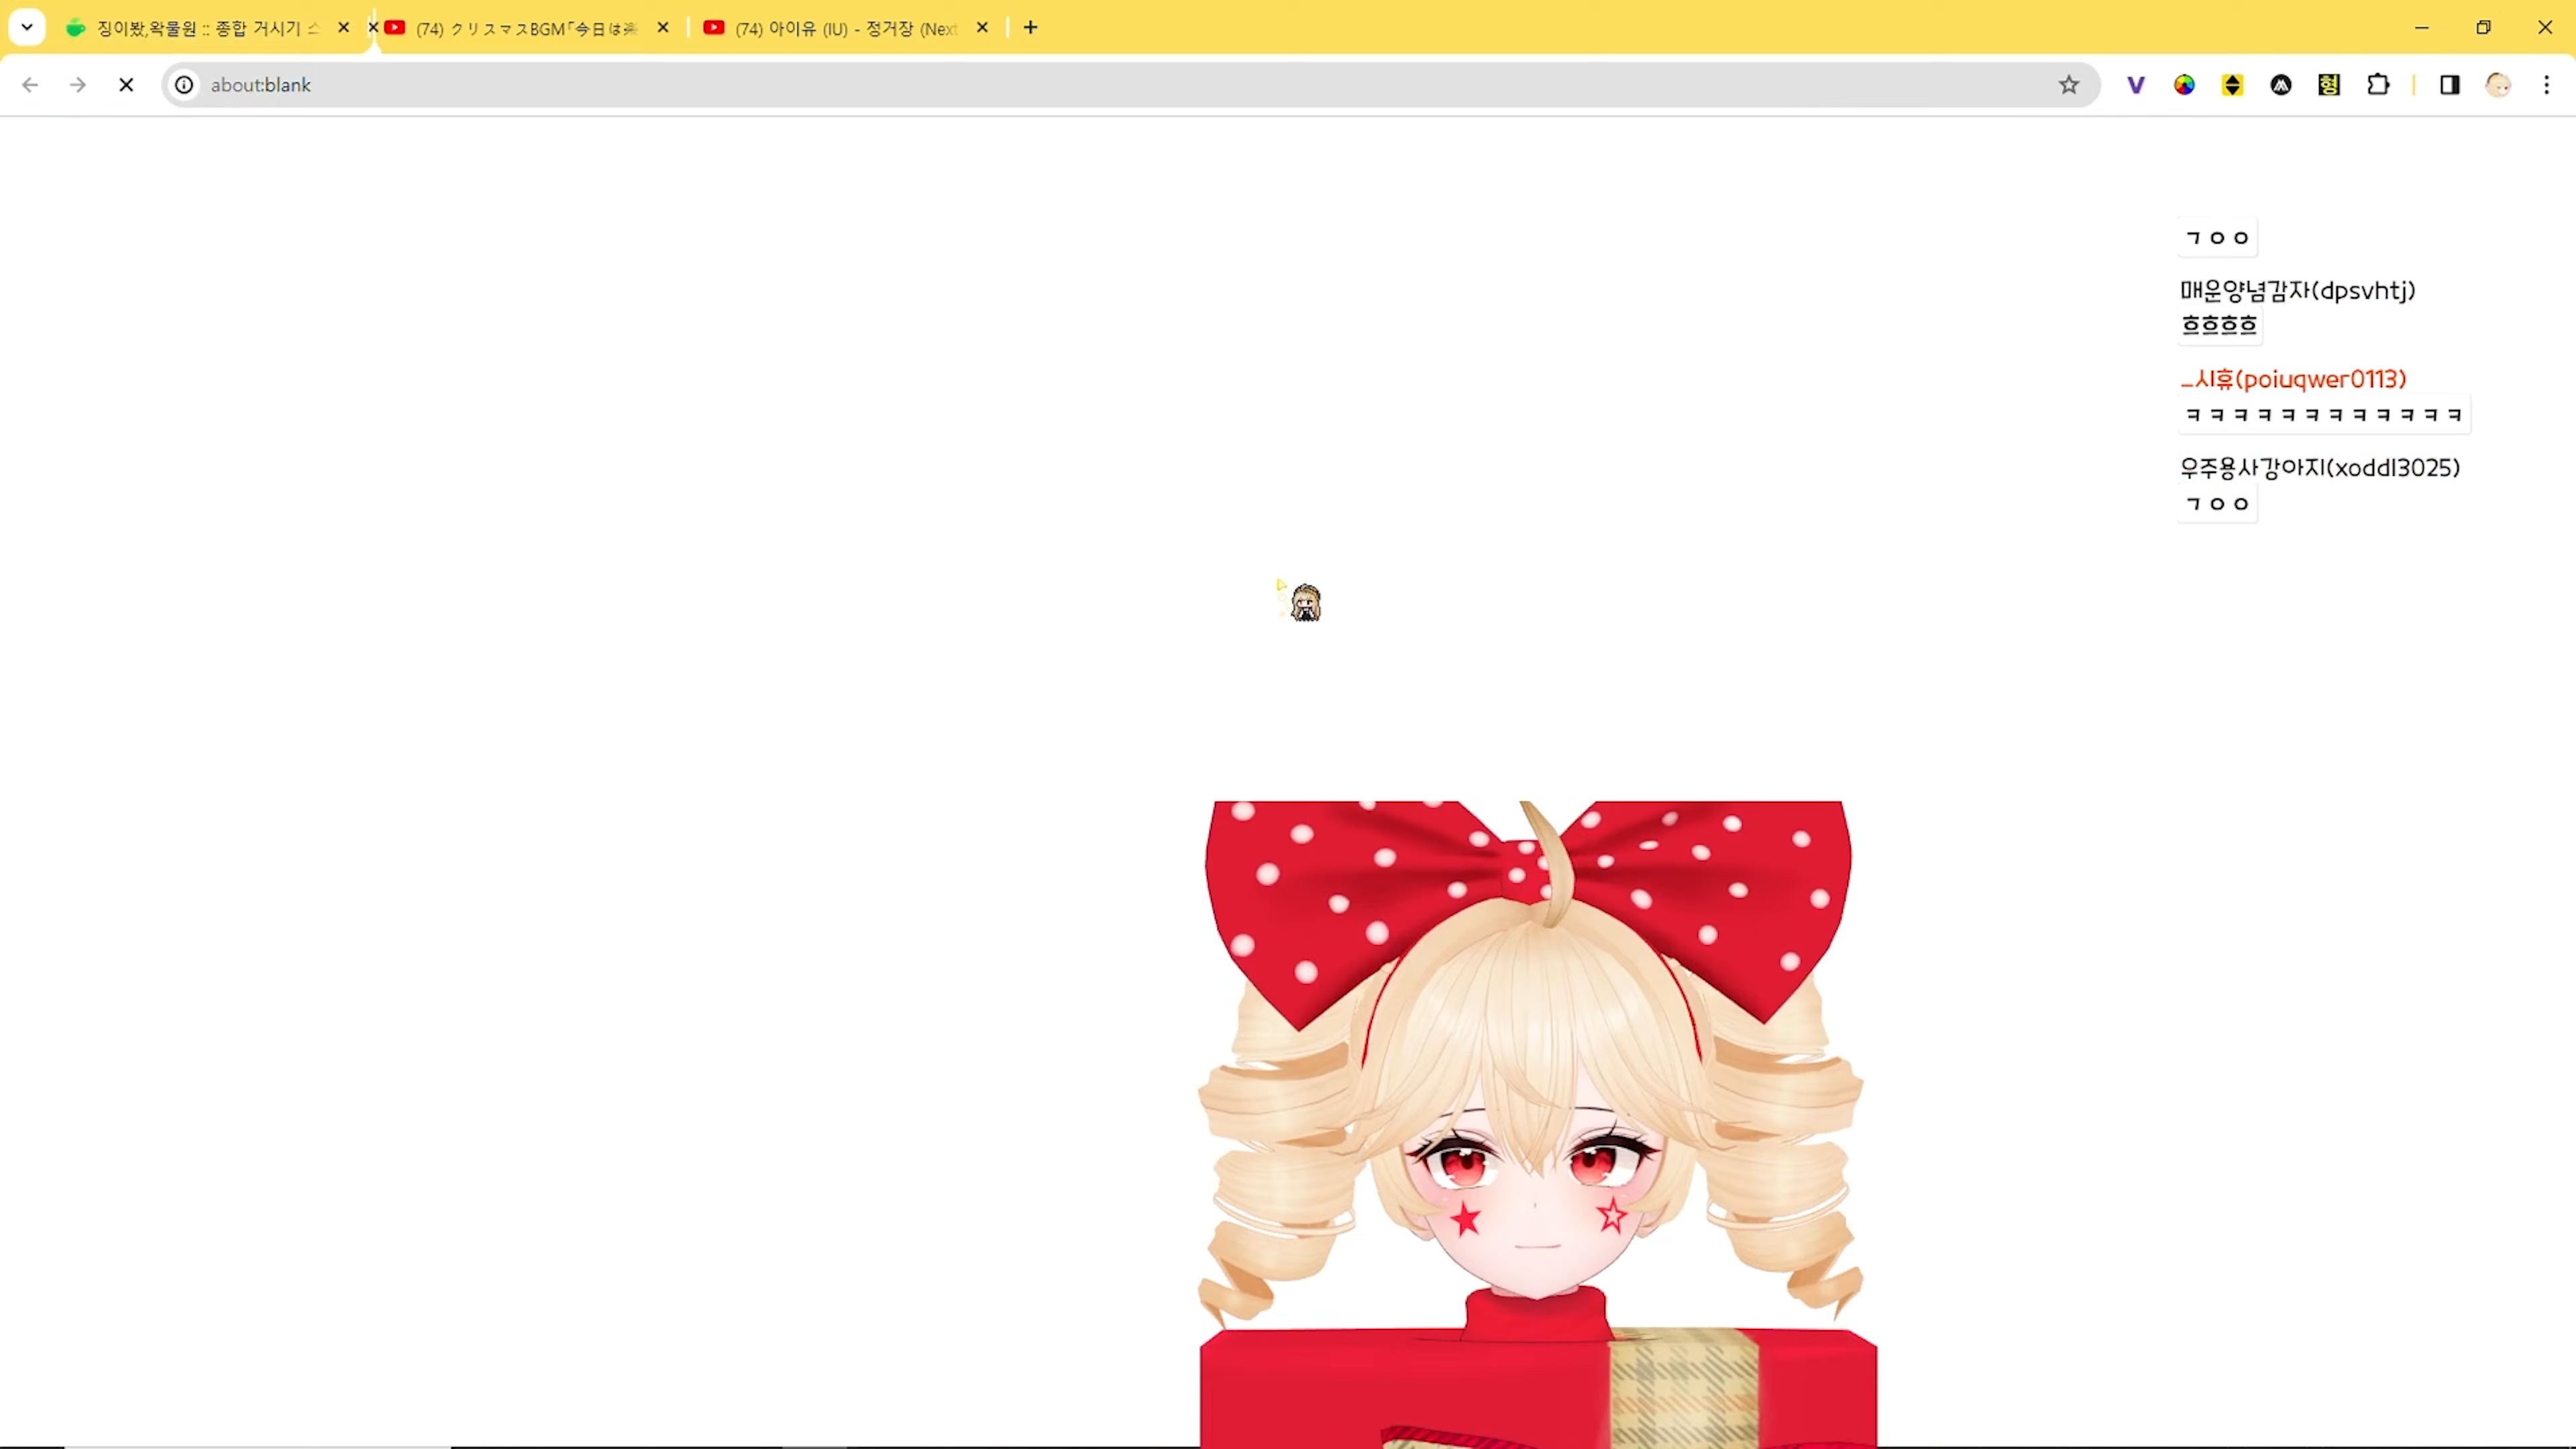 징이봤,왁물원 :: 종합 거시기
(74) クリスマスBGM「今日は楽
(74) 아이유 (IU) - 정거장 (Next
about:blank
ㄱㅇㅇ
매운양념감자(dpsvhtj)
흐흐흐흐
_시휴(poiuqwer0113)
ㅋㅋㅋㅋㅋㅋㅋㅋㅋㅋㅋㅋ
우주용사강아지(xoddl3025)
ㄱㅇㅇ